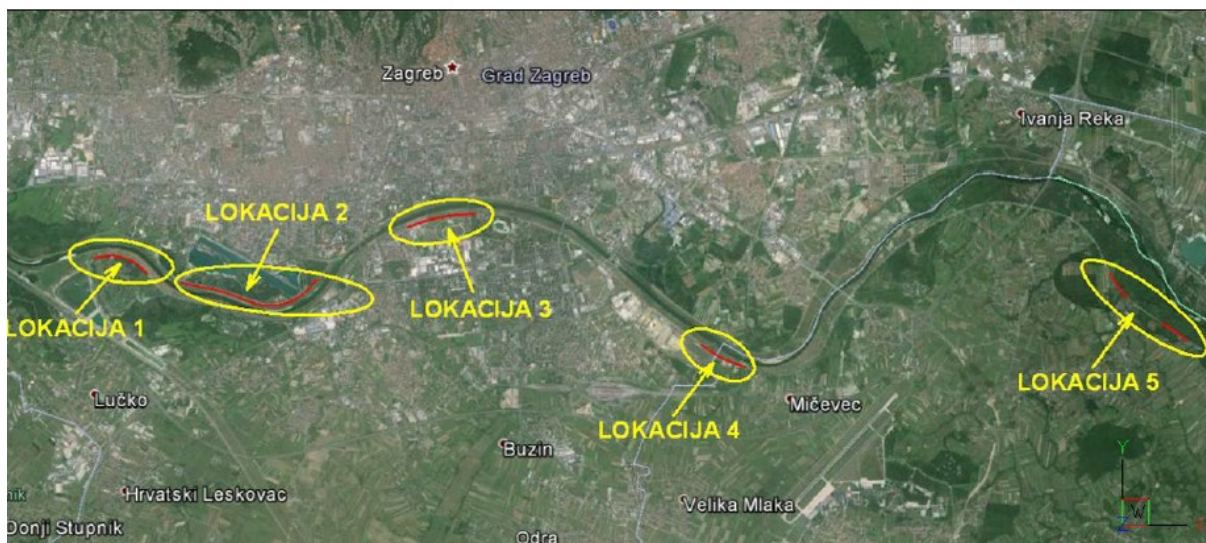 Zagreb
Grad Zagreb
Ivanja Reka
LOKACIJA 2
LOKACIJA 3
LOKACIJA 1
LOKACIJA 5
Lučko
Mičevec
LOKACIJA 4
Buzin
Hrvatski Leskovac
Velika Mlaka
Donji Stupnik
Odra
Y
W
Z
X